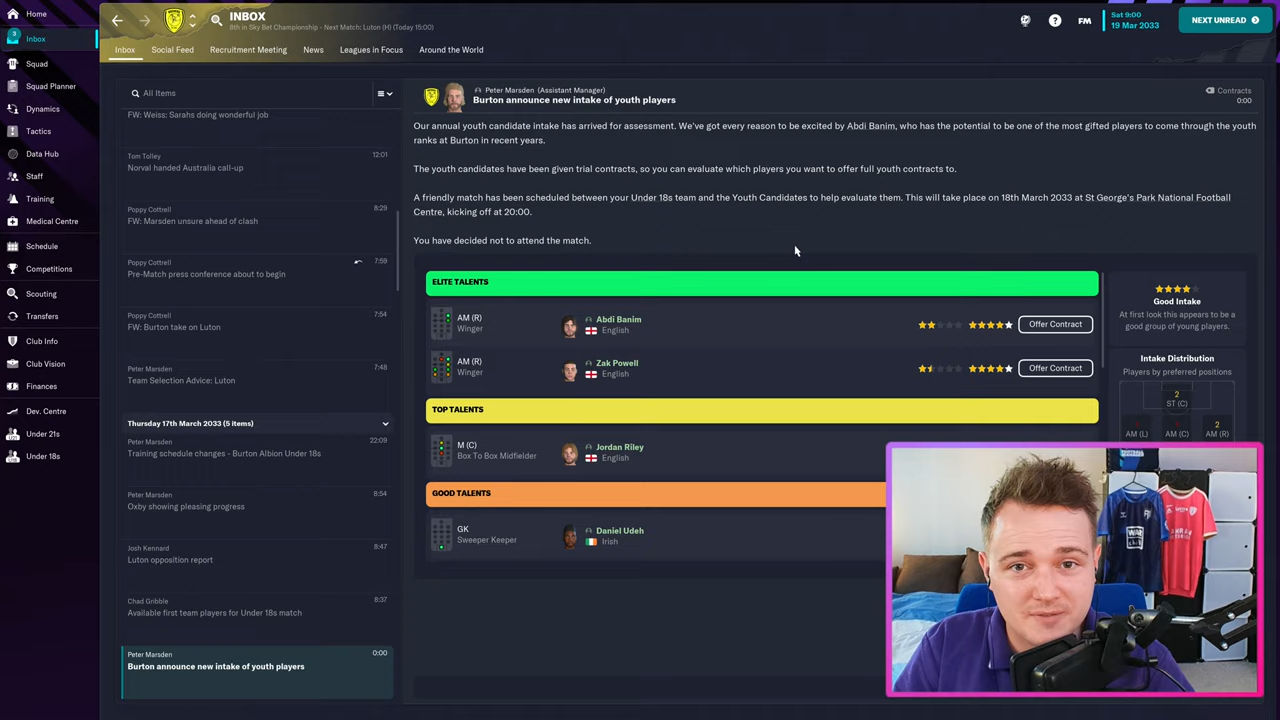 Home
3
Inbox
Squad
Squad Planner
Dynamics
Tactics
Data Hub
Staff
Training
Medical Centre
Schedule
Competitions
Scouting
Transfers
Club Info
Club Vision
Finances
Dev. Centre
Under 21s
Under 18s
INBOX
8th in Sky Bet Championship - Next Match: Luton (H) (Today 15:00)
FM
Sat 9:00
19 Mar 2033
NEXT UNREAD
Inbox
Social Feed
Recruitment Meeting
News
Leagues in Focus
Around the World
All Items
FW: Weiss: Sarahs doing wonderful job
Tom Tolley
12:01
Norval handed Australia call-up
Poppy Cottrell
8:29
FW: Marsden unsure ahead of clash
Poppy Cottrell
7:59
Pre-Match press conference about to begin
Poppy Cottrell
7:54
FW: Burton take on Luton
Peter Marsden
7:48
Team Selection Advice: Luton
Thursday 17th March 2033 (5 items)
Peter Marsden
22:09
Training schedule changes - Burton Albion Under 18s
Peter Marsden
8:54
Oxby showing pleasing progress
Josh Kennard
8:47
Luton opposition report
Chad Gribble
8:37
Available first team players for Under 18s match
Peter Marsden
0:00
Burton announce new intake of youth players
Peter Marsden (Assistant Manager)
Burton announce new intake of youth players
Contracts
0:00
Our annual youth candidate intake has arrived for assessment. We've got every reason to be excited by Abdi Banim, who has the potential to be one of the most gifted players to come through the youth
ranks at Burton in recent years.
The youth candidates have been given trial contracts, so you can evaluate which players you want to offer full youth contracts to.
A friendly match has been scheduled between your Under 18s team and the Youth Candidates to help evaluate them. This will take place on 18th March 2033 at St George's Park National Football
Centre, kicking off at 20:00.
You have decided not to attend the match.
ELITE TALENTS
AM (R)
Winger
Abdi Banim
English
Offer Contract
AM (R)
Winger
Zak Powell
English
Offer Contract
TOP TALENTS
M (C)
Box To Box Midfielder
Jordan Riley
English
GOOD TALENTS
GK
Sweeper Keeper
Daniel Udeh
Irish
Good Intake
At first look this appears to be a
good group of young players.
Intake Distribution
Players by preferred positions
2
ST (C)
AM (L)
AM (C)
2
AM (R)